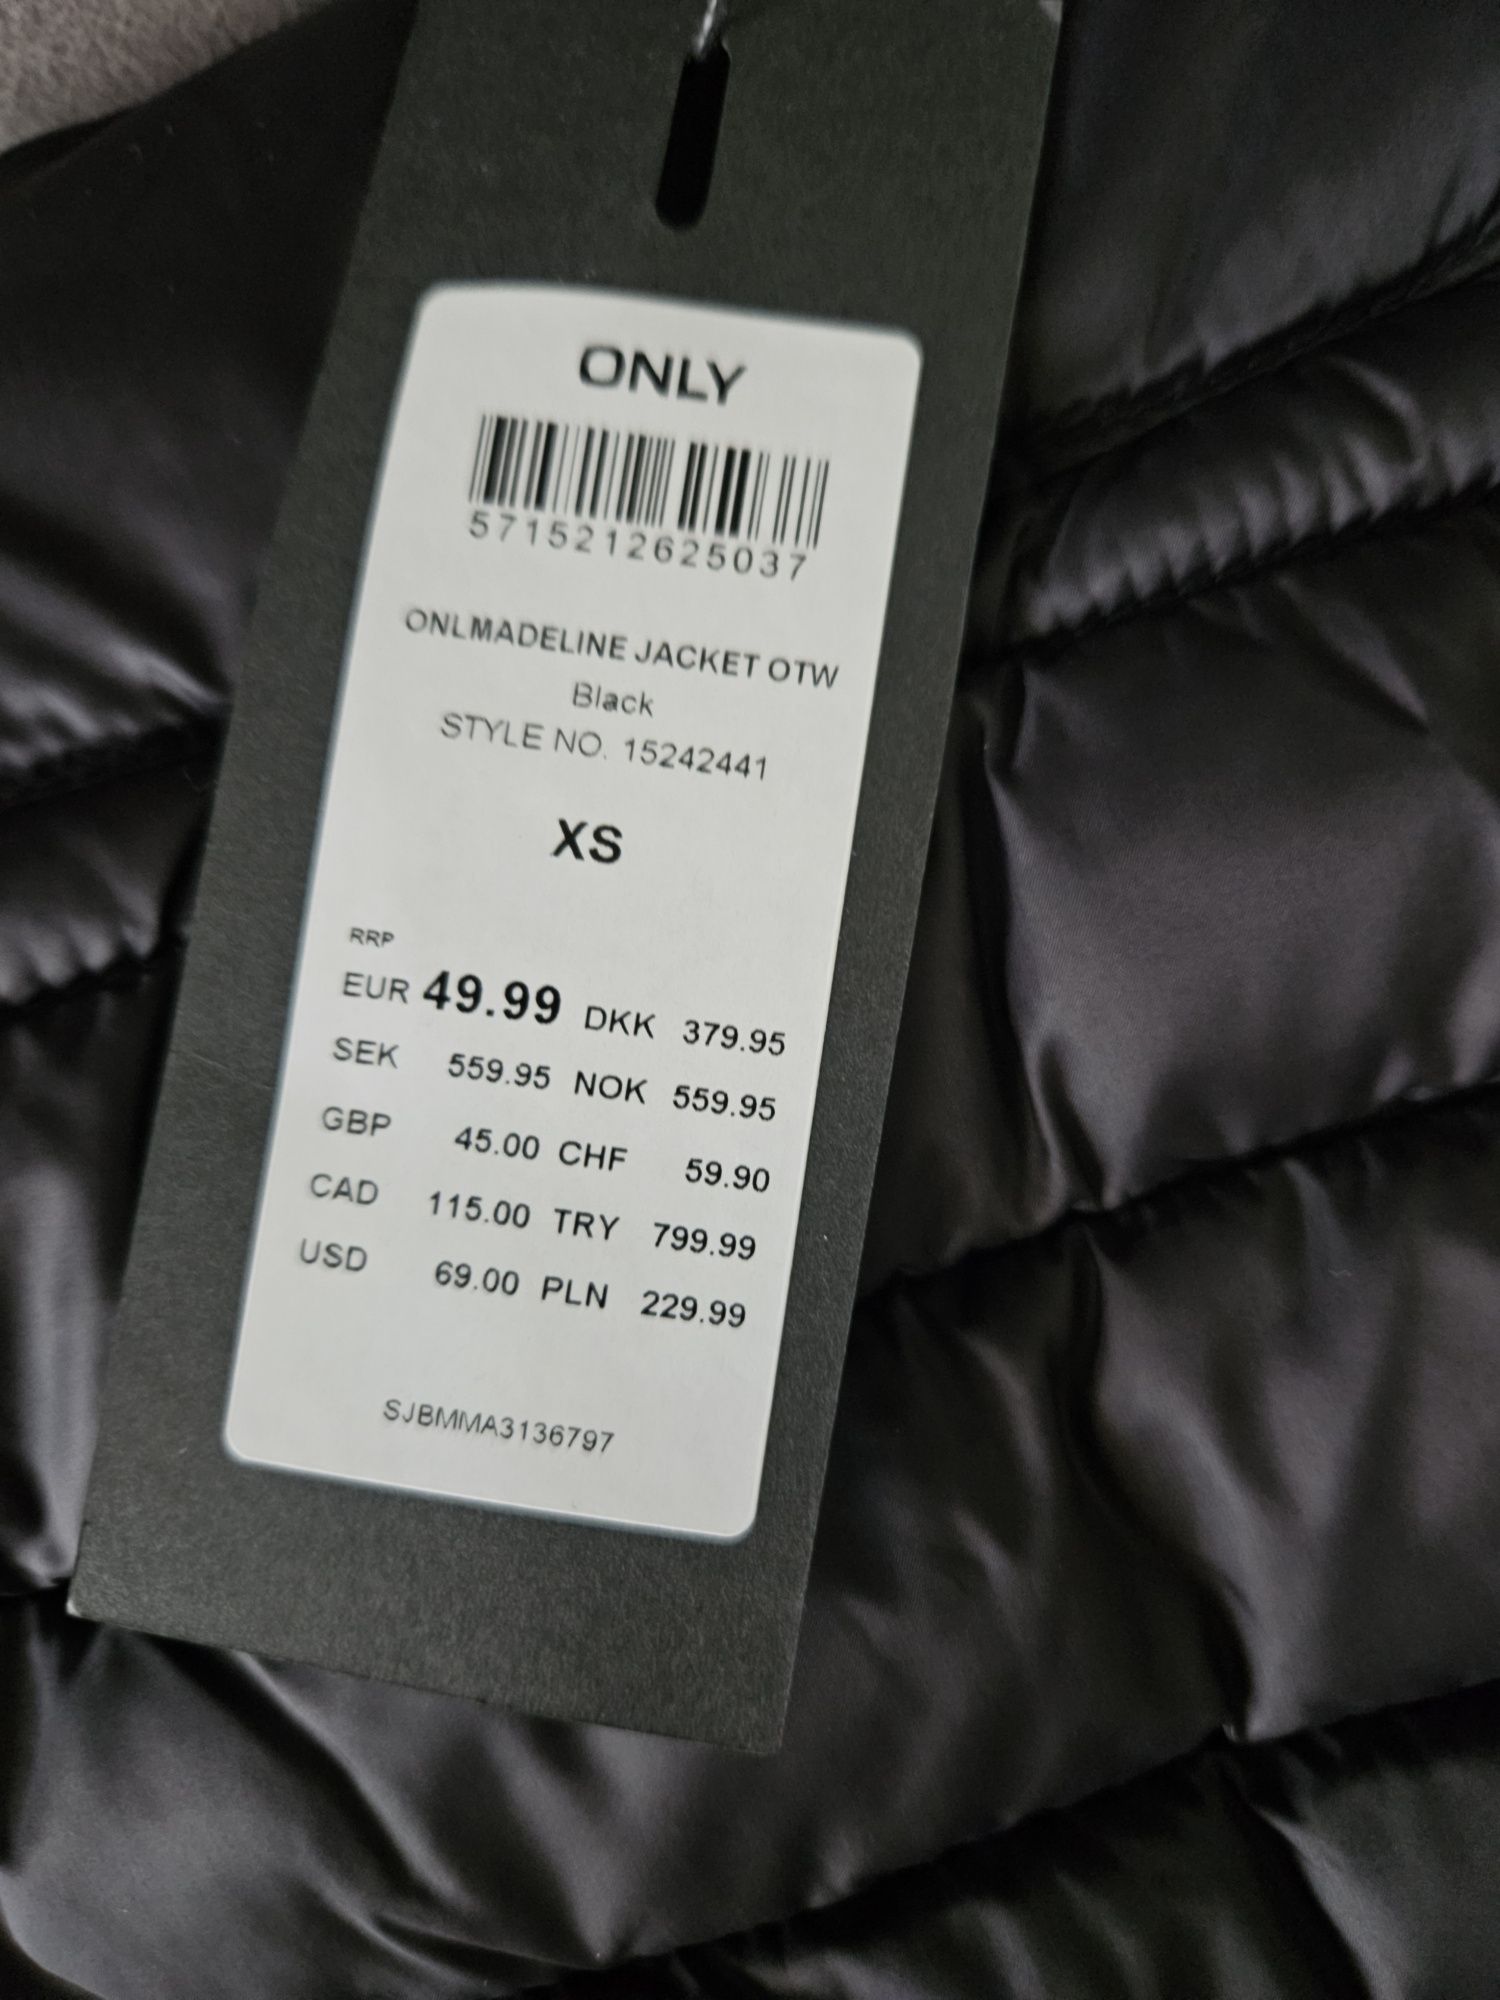 ONLY
5715212625037
ONLMADELINE JACKET OTW
Black
STYLE NO. 15242441
XS
RRP
EUR 49.99 DKK 379.95
SEK 559.95 NOK 559.95
GBP 45.00 CHF 59.90
CAD 115.00 TRY 799.99
USD 69.00 PLN 229.99
SJBMMA3136797